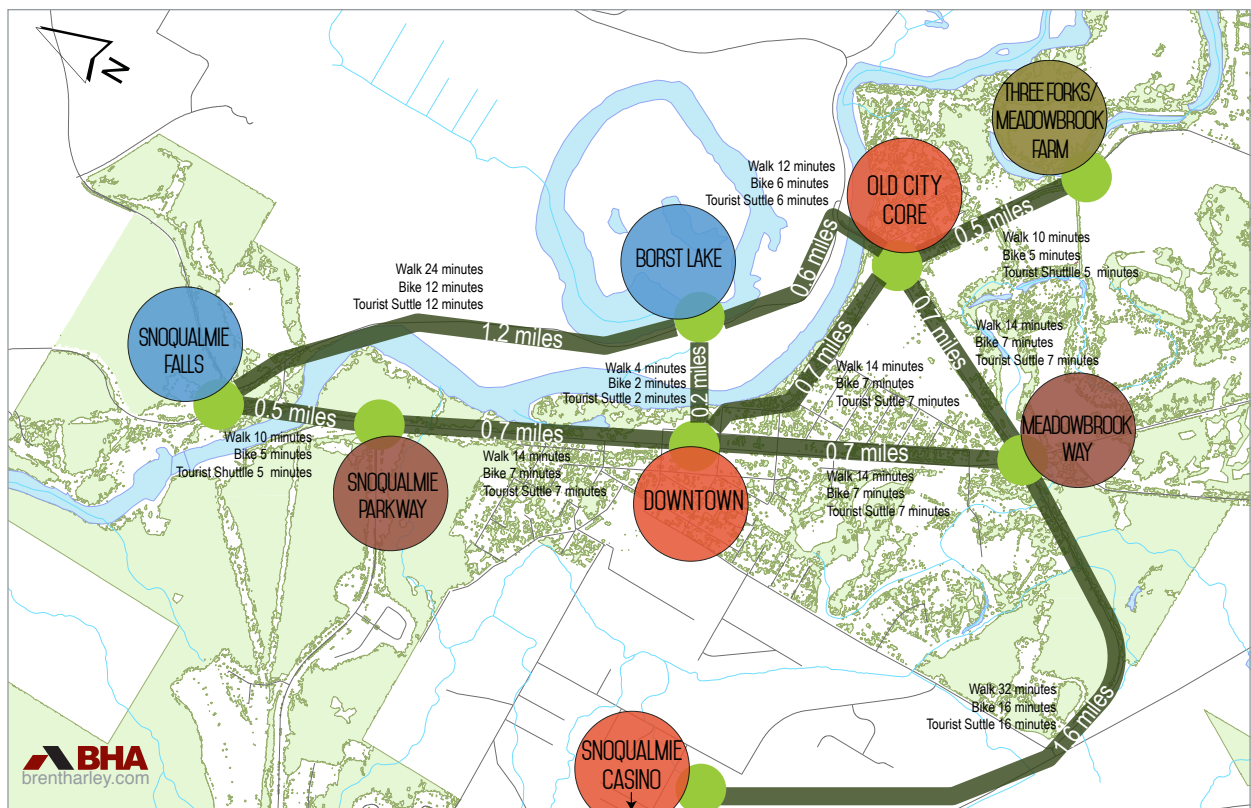 N
THREE FORKS/
MEADOWBROOK
FARM
OLD CITY
CORE
Walk 12 minutes
Bike 6 minutes
Tourist Suttle 6 minutes
0.5 miles
Walk 10 minutes
Bike 5 minutes
Tourist Shuttle 5 minutes
BORST LAKE
0.6 miles
Walk 24 minutes
Bike 12 minutes
Tourist Suttle 12 minutes
1.2 miles
SNOQUALMIE
FALLS
0.7 miles
Walk 14 minutes
Bike 7 minutes
Tourist Suttle 7 minutes
0.7 miles
Walk 14 minutes
Bike 7 minutes
Tourist Suttle 7 minutes
Walk 4 minutes
Bike 2 minutes
Tourist Suttle 2 minutes
0.2 miles
0.5 miles
Walk 10 minutes
Bike 5 minutes
Tourist Shuttle 5 minutes
SNOQUALMIE
PARKWAY
0.7 miles
Walk 14 minutes
Bike 7 minutes
Tourist Suttle 7 minutes
DOWNTOWN
0.7 miles
Walk 14 minutes
Bike 7 minutes
Tourist Suttle 7 minutes
MEADOWBROOK
WAY
Walk 32 minutes
Bike 16 minutes
Tourist Suttle 16 minutes
1.6 miles
SNOQUALMIE
CASINO
BHA
brentharley.com